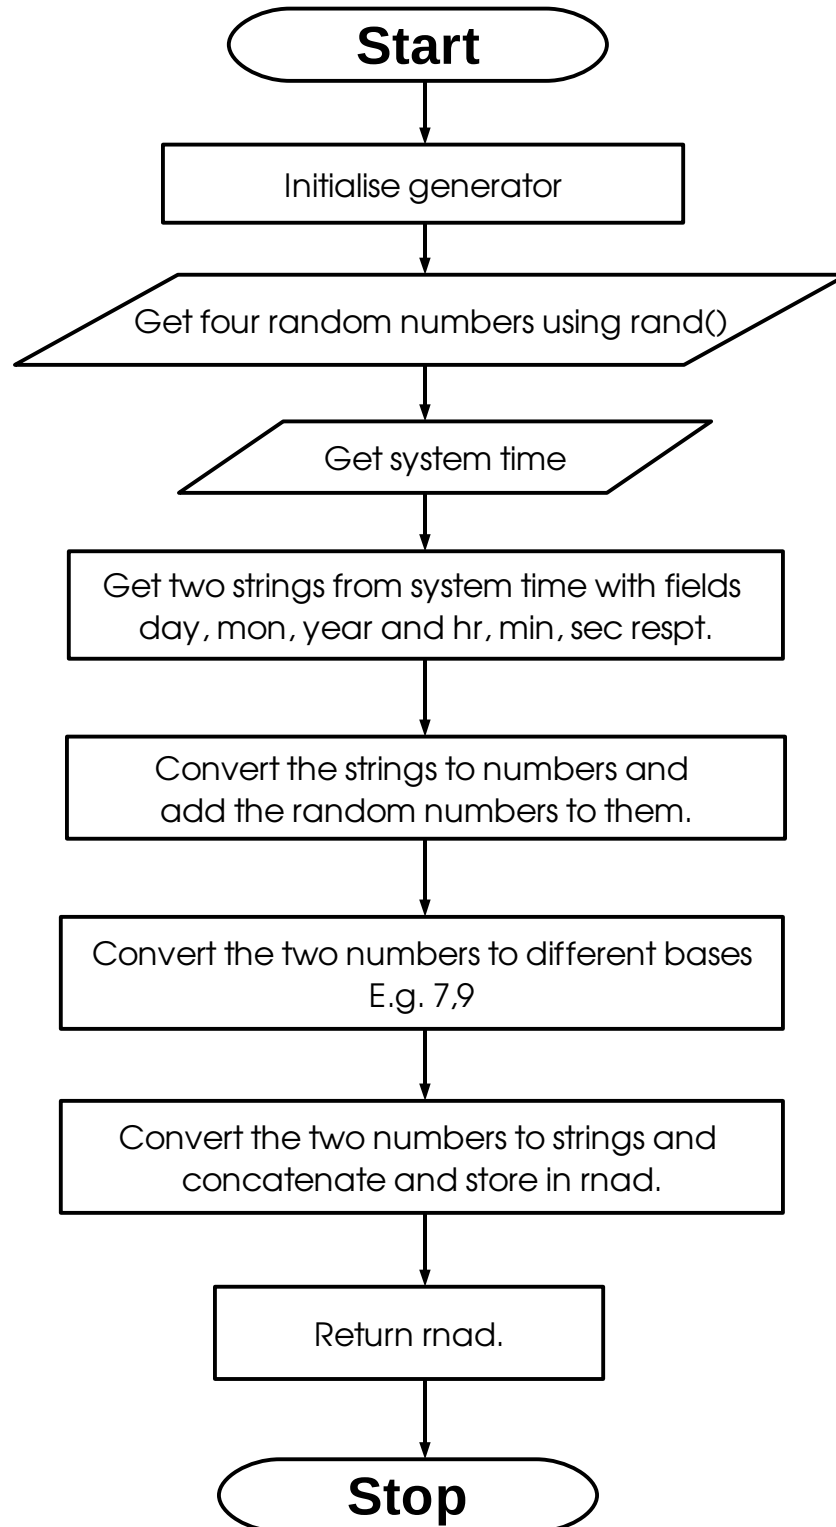 Start
Initialise generator
Get four random numbers using rand()
Get system time
Get two strings from system time with fields
day, mon, year and hr, min, sec respt.
Convert the strings to numbers and
add the random numbers to them.
Convert the two numbers to different bases
E.g. 7,9
Convert the two numbers to strings and
concatenate and store in rnad.
Return rnad.
Stop